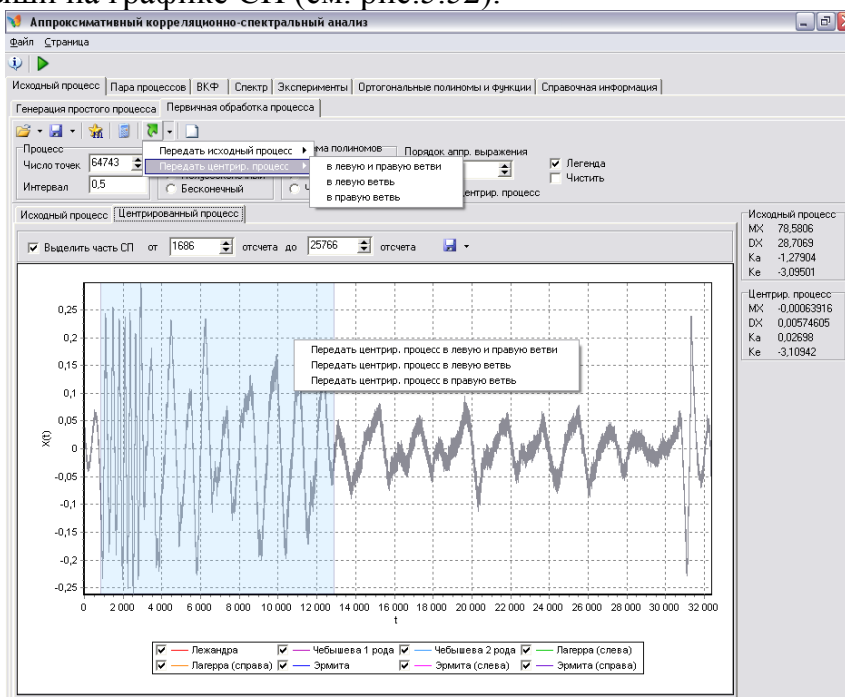 Аппроксимативный корреляционно-спектральный анализ
Файл Страница
Исходный процесс Пара процессов ВКФ Спектр Эксперименты Ортогональные полиномы и функции Справочная информация
Генерация простого процесса Первичная обработка процесса
Передать исходный процесс
Передать центрир. процесс
в левую и правую ветви
в левую ветвь
в правую ветвь
Процесс
Число точек 64743
Интервал 0,5
Бесконечный
Порядок аппр. выражения
Легенда
Чистить
Исходный процесс Центрированный процесс
Выделить часть СП от 1686 отсчета до 25766 отсчета
Передать центрир. процесс в левую и правую ветви
Передать центрир. процесс в левую ветвь
Передать центрир. процесс в правую ветвь
X(t)
0,25
0,2
0,15
0,1
0,05
0
-0,05
-0,1
-0,15
-0,2
-0,25
0 2 000 4 000 6 000 8 000 10 000 12 000 14 000 16 000 18 000 20 000 22 000 24 000 26 000 28 000 30 000 32 000
t
Лежандра Чебышева 1 рода Чебышева 2 рода Лагерра (слева)
Лагерра (справа) Эрмита Эрмита (слева) Эрмита (справа)
Исходный процесс
MX 78,5806
DX 28,7069
Ka -1,27904
Ke -3,09501
Центрир. процесс
MX -0,00063916
DX 0,00574605
Ka 0,02698
Ke -3,10942